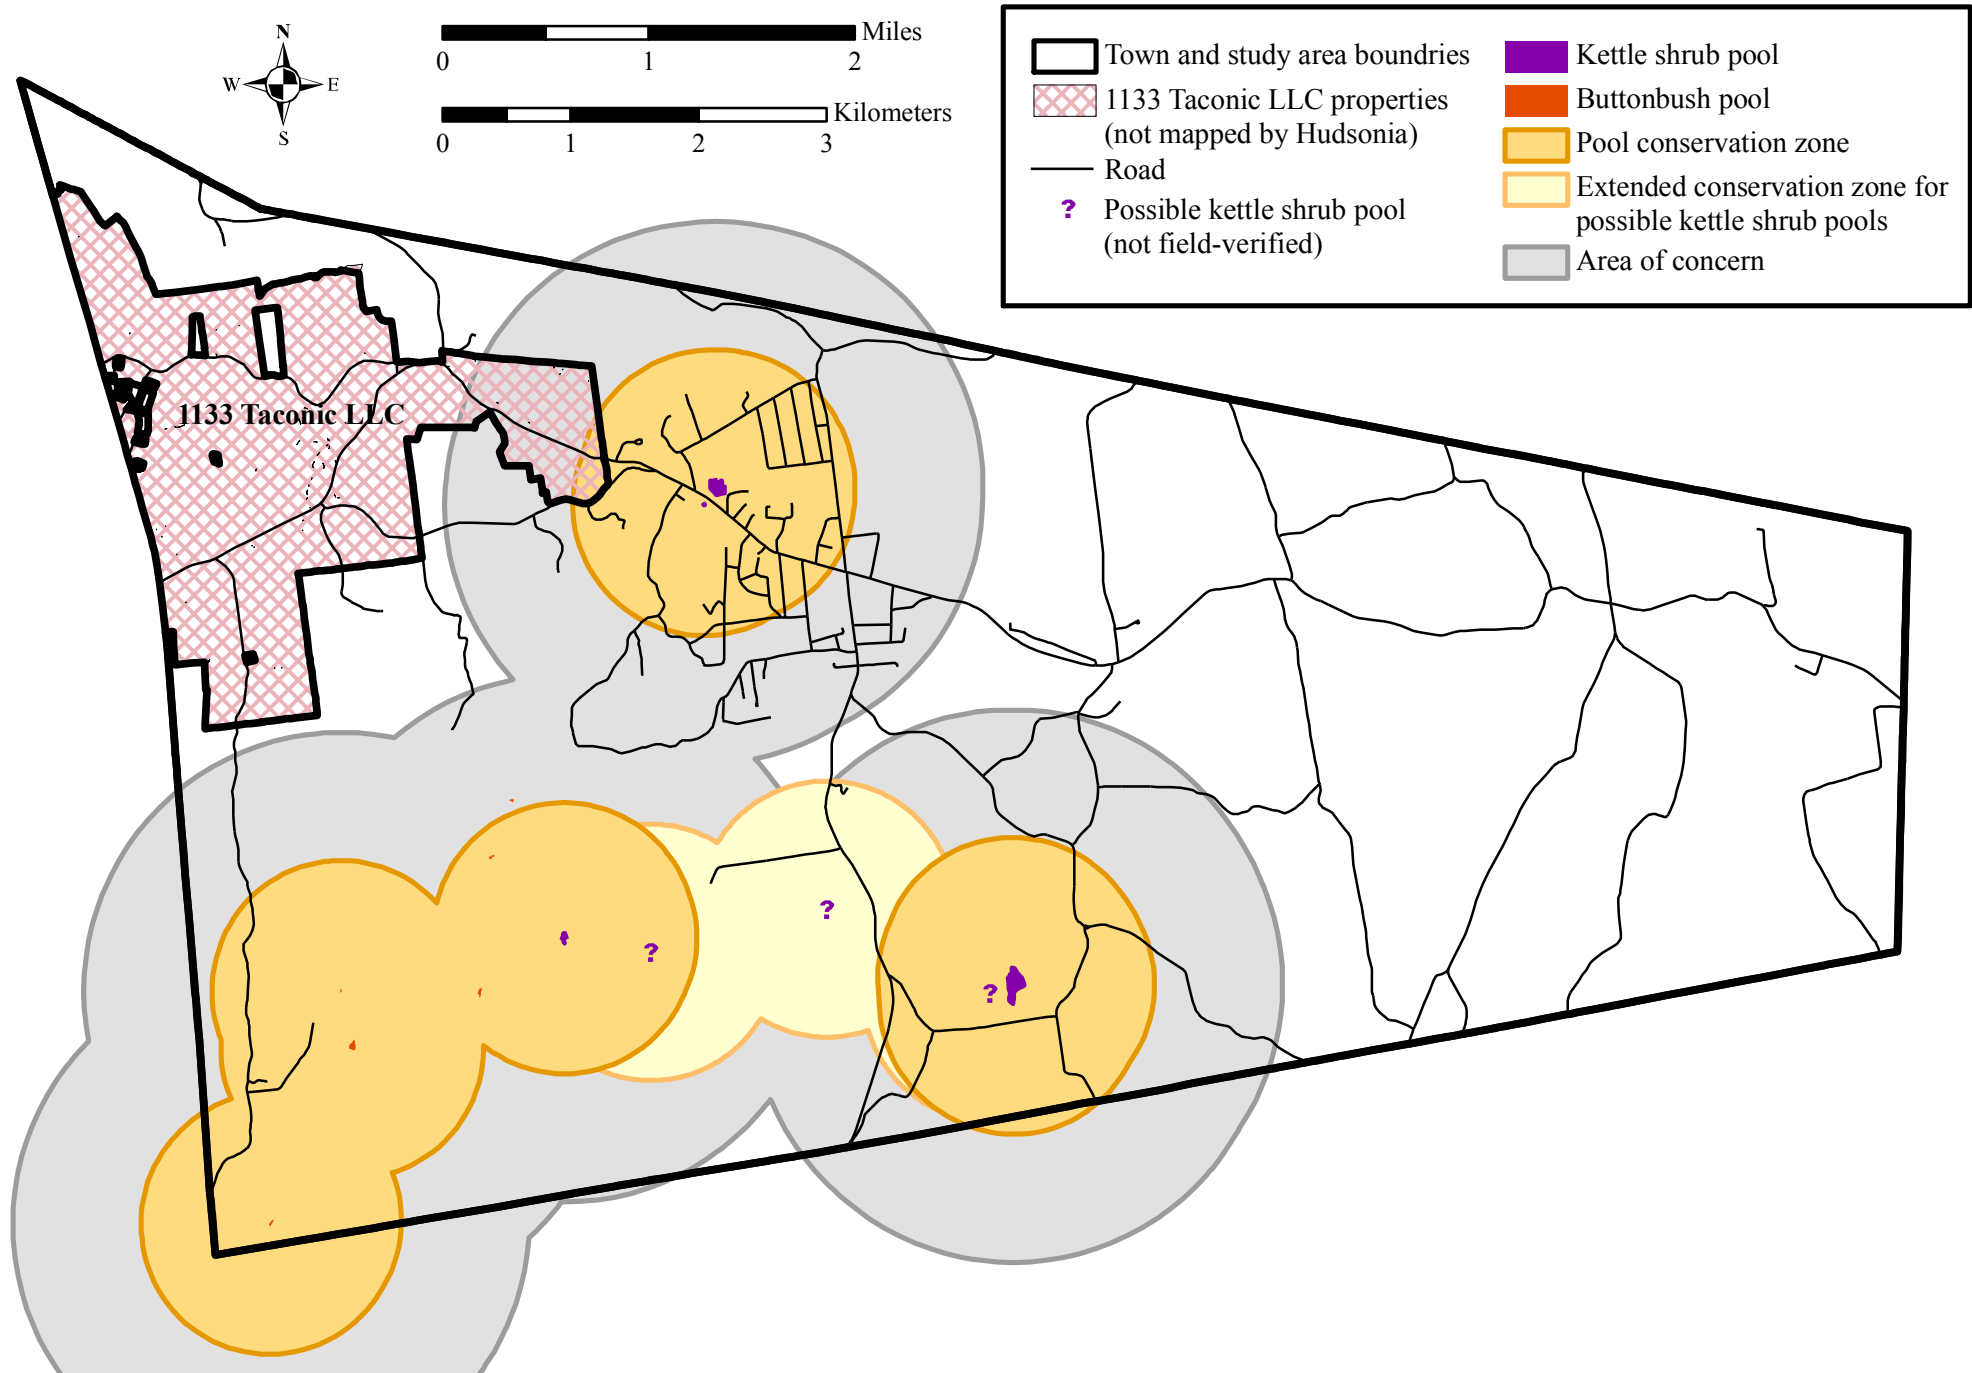 N
W E
S
Miles
0 1 2
Kilometers
0 1 2 3
Town and study area boundries
1133 Taconic LLC properties
(not mapped by Hudsonia)
Road
? Possible kettle shrub pool
(not field-verified)
Kettle shrub pool
Buttonbush pool
Pool conservation zone
Extended conservation zone for
possible kettle shrub pools
Area of concern
1133 Taconic LLC
?
?
?